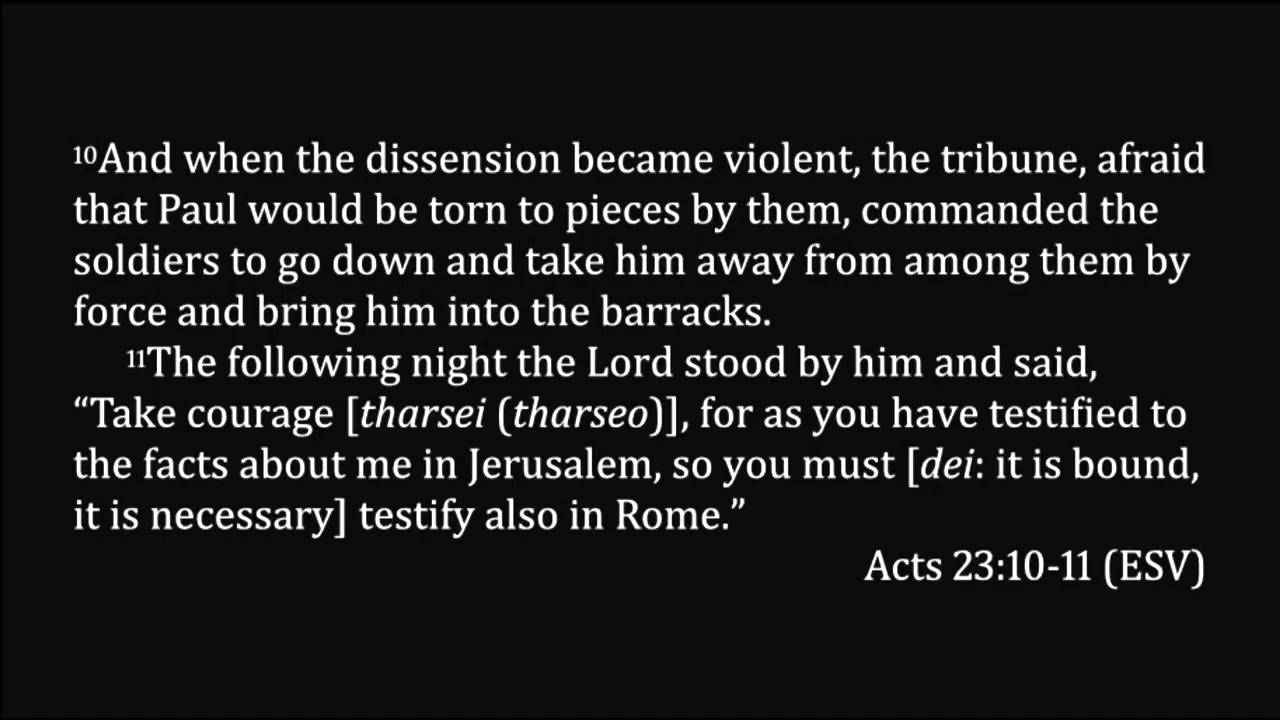 ¹⁰And when the dissension became violent, the tribune, afraid
that Paul would be torn to pieces by them, commanded the
soldiers to go down and take him away from among them by
force and bring him into the barracks.
¹¹The following night the Lord stood by him and said,
“Take courage [tharsei (tharseo)], for as you have testified to
the facts about me in Jerusalem, so you must [dei: it is bound,
it is necessary] testify also in Rome.”
Acts 23:10-11 (ESV)